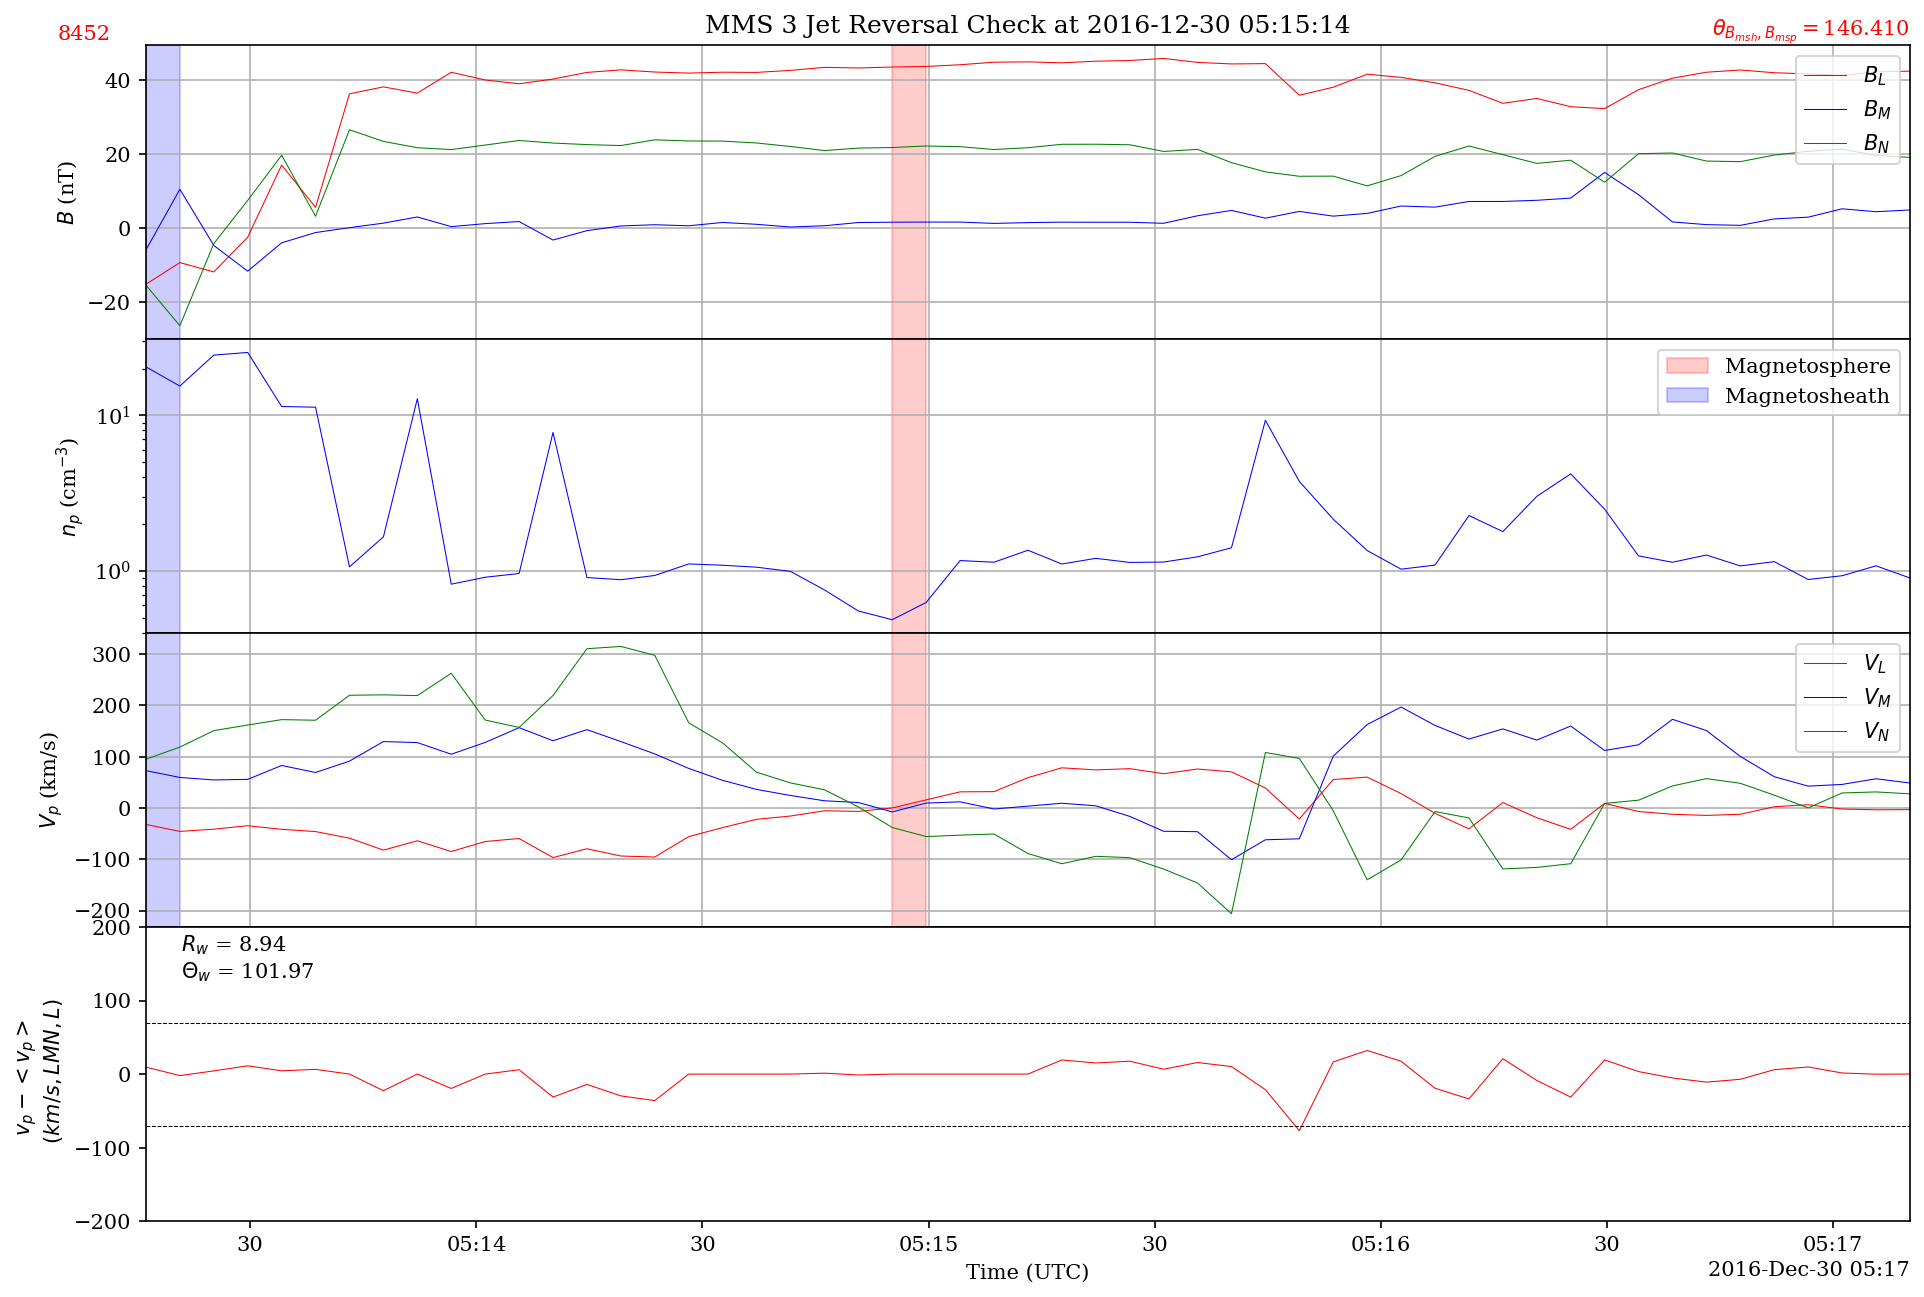 MMS 3 Jet Reversal Check at 2016-12-30 05:15:14
8452
θ_{B_{msh}, B_{msp}} = 146.410
40
20
0
−20
B (nT)
B_L
B_M
B_N
10^1
10^0
n_p (cm^{−3})
Magnetosphere
Magnetosheath
300
200
100
0
−100
−200
V_p (km/s)
V_L
V_M
V_N
200
100
0
−100
−200
v_p − < v_p >
(km/s, LMN, L)
R_w = 8.94
Θ_w = 101.97
30
05:14
30
05:15
30
05:16
30
05:17
Time (UTC)
2016-Dec-30 05:17